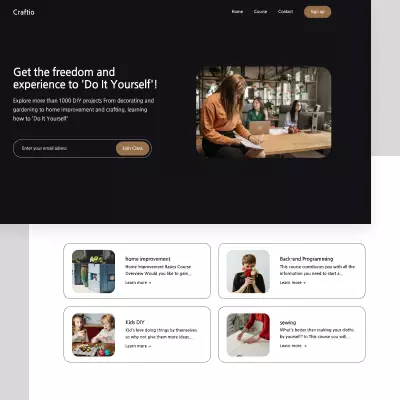 Craftio
Home Course Contact Sign up
Get the freedom and
experience to 'Do It Yourself'!
Explore more than 1000 DIY projects From decorating and
gardening to home improvement and crafting, learning
how to 'Do It Yourself'
Enter your email adress Join Class
home improvement
Home Improvement Basics Course
Overview Would you like to gain...
Learn more
Back-end Programming
This course contributes you with all the
information you need to start a...
Learn more
Kids DIY
Kid's love doing things by themselves
so why not give them more ideas...
Learn more
sewing
What's better than making your cloths
by yourself? In This course you will...
Learn more